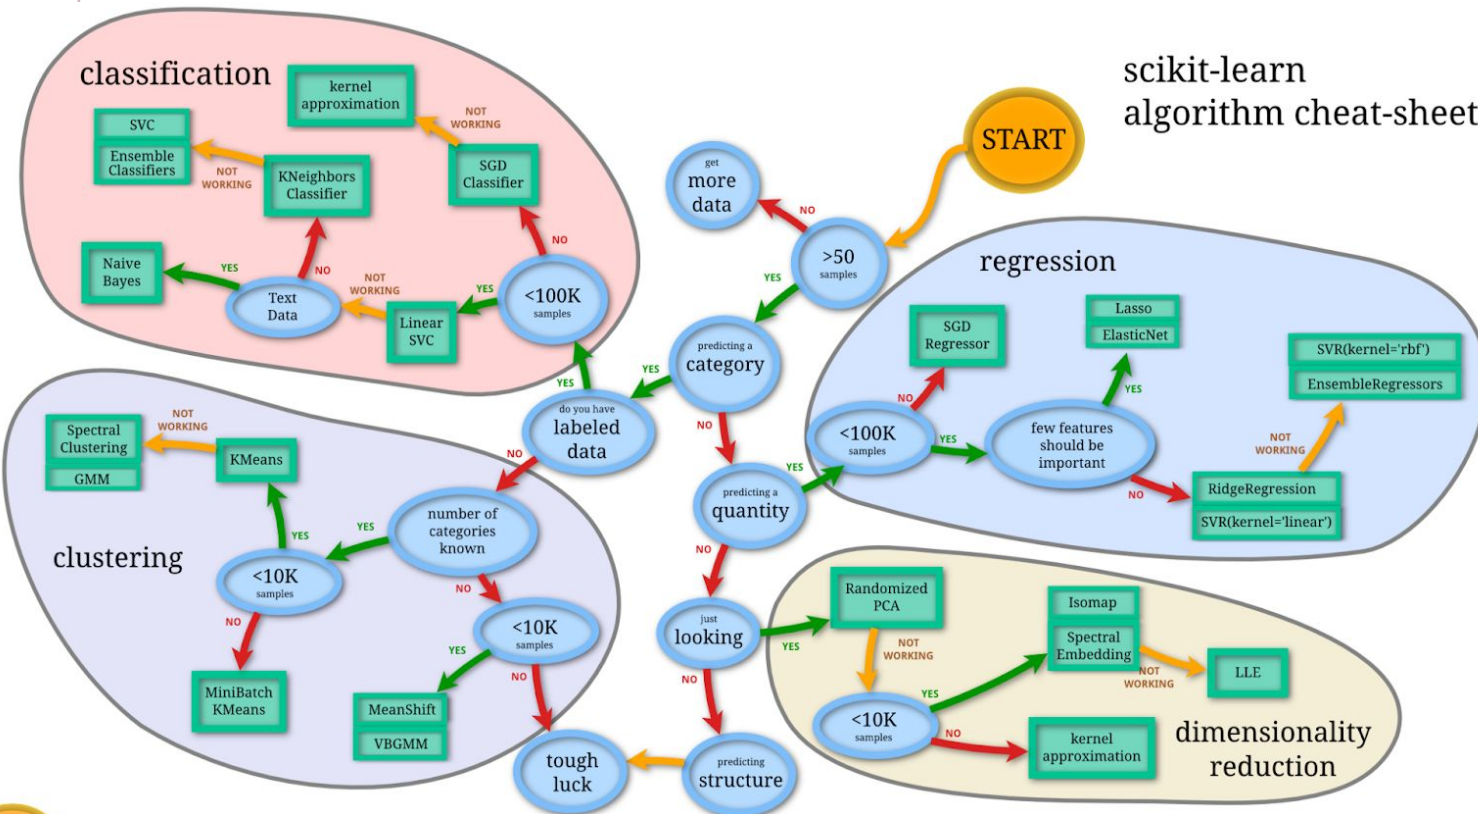 scikit-learn
algorithm cheat-sheet
START
classification
kernel
approximation
NOT
WORKING
SVC
Ensemble
Classifiers
NOT
WORKING
KNeighbors
Classifier
SGD
Classifier
NO
Naive
Bayes
YES
Text
Data
NO
NOT
WORKING
Linear
SVC
YES
<100K
samples
YES
get
more
data
NO
>50
samples
YES
predicting a
category
YES
NO
do you have
labeled
data
NO
predicting a
quantity
YES
NO
just
looking
YES
NO
predicting
structure
tough
luck
regression
SGD
Regressor
NO
<100K
samples
YES
few features
should be
important
YES
Lasso
ElasticNet
NO
RidgeRegression
SVR(kernel='linear')
NOT
WORKING
SVR(kernel='rbf')
EnsembleRegressors
clustering
Spectral
Clustering
GMM
NOT
WORKING
KMeans
YES
<10K
samples
NO
MiniBatch
KMeans
YES
number of
categories
known
NO
<10K
samples
YES
NO
MeanShift
VBGMM
dimensionality
reduction
Randomized
PCA
NOT
WORKING
<10K
samples
YES
NO
Isomap
Spectral
Embedding
NOT
WORKING
LLE
kernel
approximation